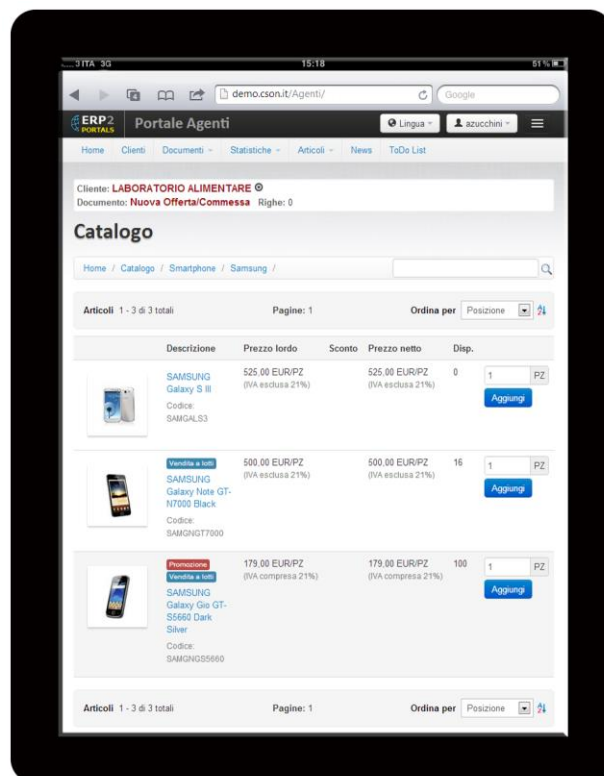 3 ITA 3G 15:18 51%
demo.cson.it/Agenti/ Google
ERP2 PORTALS Portale Agenti Lingua azucchini
Home Clienti Documenti Statistiche Articoli News ToDo List
Cliente: LABORATORIO ALIMENTARE
Documento: Nuova Offerta/Commessa Righe: 0
Catalogo
Home / Catalogo / Smartphone / Samsung /
Articoli 1 - 3 di 3 totali Pagine: 1 Ordina per Posizione
Descrizione Prezzo lordo Sconto Prezzo netto Disp.
SAMSUNG 525,00 EUR/PZ 525,00 EUR/PZ 0 1 PZ
Galaxy S III (IVA esclusa 21%) (IVA esclusa 21%)
Codice: Aggiungi
SAMGALS3
Vendita a lotti 500,00 EUR/PZ 500,00 EUR/PZ 16 1 PZ
SAMSUNG (IVA esclusa 21%) (IVA esclusa 21%)
Galaxy Note GT- Aggiungi
N7000 Black
Codice:
SAMGNGT7000
Promozione 179,00 EUR/PZ 179,00 EUR/PZ 100 1 PZ
Vendita a lotti (IVA compresa 21%) (IVA compresa 21%)
SAMSUNG Aggiungi
Galaxy Gio GT-
S5660 Dark
Silver
Codice:
SAMGNGS5660
Articoli 1 - 3 di 3 totali Pagine: 1 Ordina per Posizione